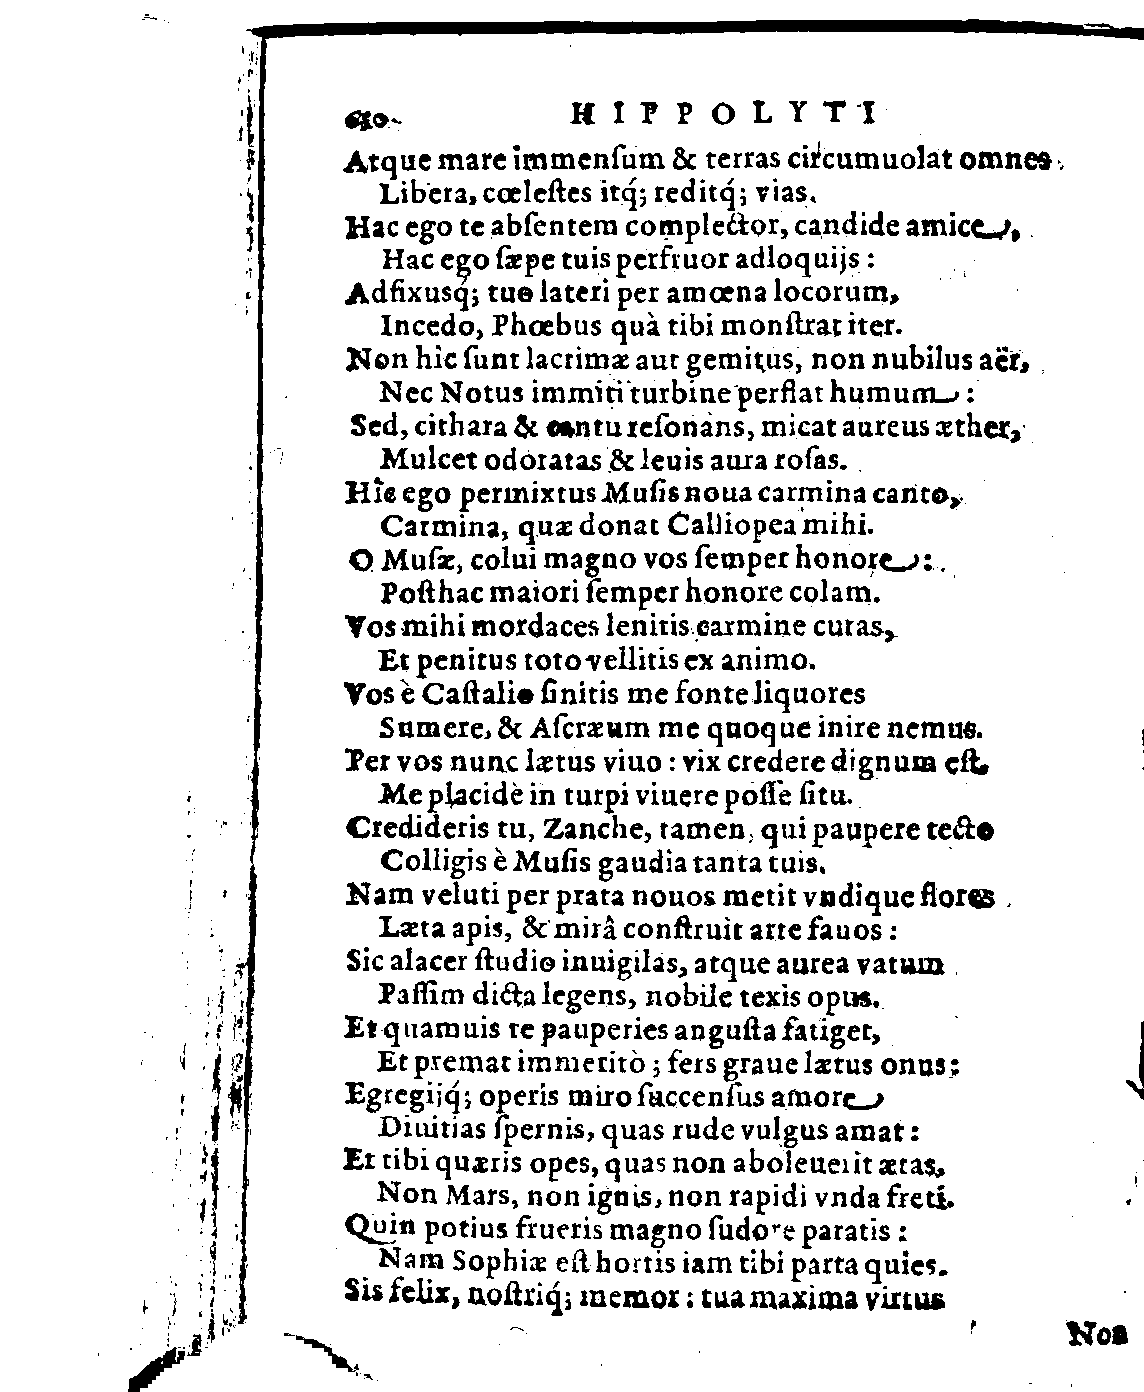 610. HIPPOLYTI
Atque mare immenſum & terras circumuolat omnes,
Libera, cœleſtes itq́; reditq́; vias.
Hac ego te abſentem complector, candide amice,
Hac ego ſæpe tuis perfruor adloquijs :
Adfixusq́; tuo lateri per amœna locorum,
Incedo, Phœbus quà tibi monſtrat iter.
Non hîc ſunt lacrimæ aut gemitus, non nubilus aër,
Nec Notus immiti turbine perflat humum :
Sed, cithara & cantu reſonans, micat aureus æther,
Mulcet odoratas & leuis aura roſas.
Hîc ego permixtus Muſis noua carmina canto,
Carmina, quæ donat Calliopea mihi.
O Muſæ, colui magno vos ſemper honore :
Poſthac maiori ſemper honore colam.
Vos mihi mordaces lenitis carmine curas,
Et penitus toto vellitis ex animo.
Vos è Caſtalio ſinitis me fonte liquores
Sumere, & Aſcræum me quoque inire nemus.
Per vos nunc lætus viuo : vix credere dignum eſt,
Me placidè in turpi viuere poſſe ſitu.
Credideris tu, Zanche, tamen, qui paupere tecto
Colligis è Muſis gaudia tanta tuis.
Nam veluti per prata nouos metit vndique flores
Læta apis, & mirâ conſtruit arte fauos :
Sic alacer ſtudio inuigilas, atque aurea vatum
Paſſim dicta legens, nobile texis opus.
Et quamuis te pauperies anguſta fatiget,
Et premat immeritò ; fers graue lætus onus :
Egregijq́; operis miro ſuccenſus amore
Diuitias ſpernis, quas rude vulgus amat :
Et tibi quæris opes, quas non aboleuerit ætas,
Non Mars, non ignis, non rapidi vnda freti.
Quin potius frueris magno ſudore paratis :
Nam Sophiæ eſt hortis iam tibi parta quies.
Sis felix, noſtriq́; memor : tua maxima virtus
Non